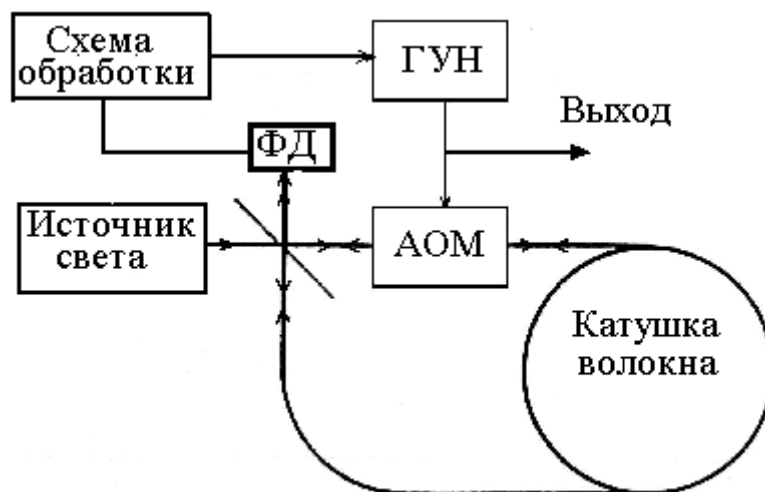 Схема
обработки
ГУН
Выход
ФД
Источник
света
АОМ
Катушка
волокна